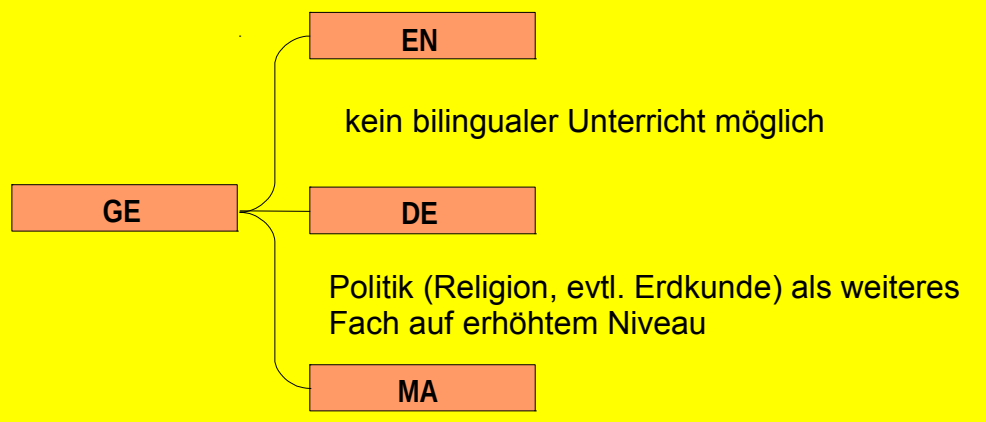 EN
kein bilingualer Unterricht möglich
GE
DE
Politik (Religion, evtl. Erdkunde) als weiteres
Fach auf erhöhtem Niveau
MA